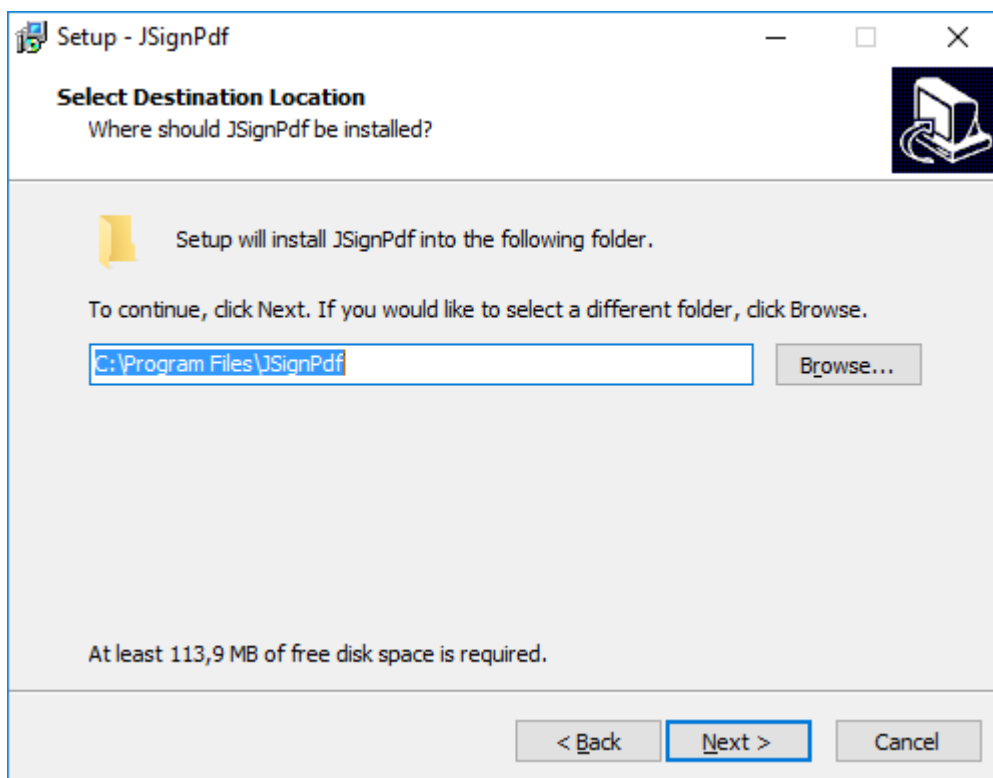 Setup - JSignPdf
Select Destination Location
Where should JSignPdf be installed?
Setup will install JSignPdf into the following folder.
To continue, click Next. If you would like to select a different folder, click Browse.
C:\Program Files\JSignPdf
Browse...
At least 113,9 MB of free disk space is required.
< Back
Next >
Cancel